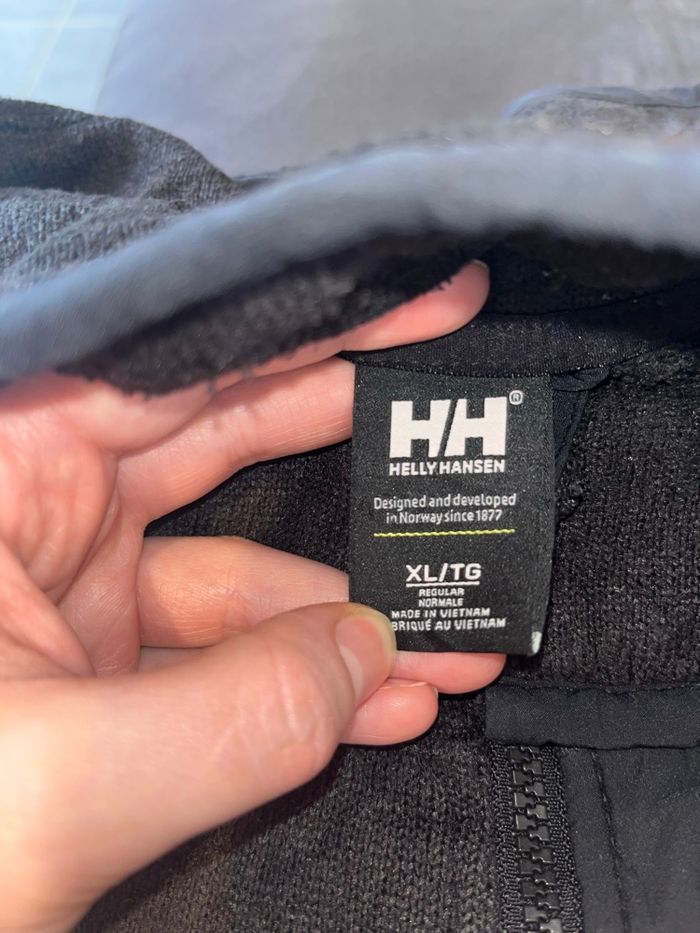 HH®
HELLY HANSEN
Designed and developed
in Norway since 1877
XL/TG
REGULAR
NORMALE
MADE IN VIETNAM
BRIQUÉ AU VIETNAM